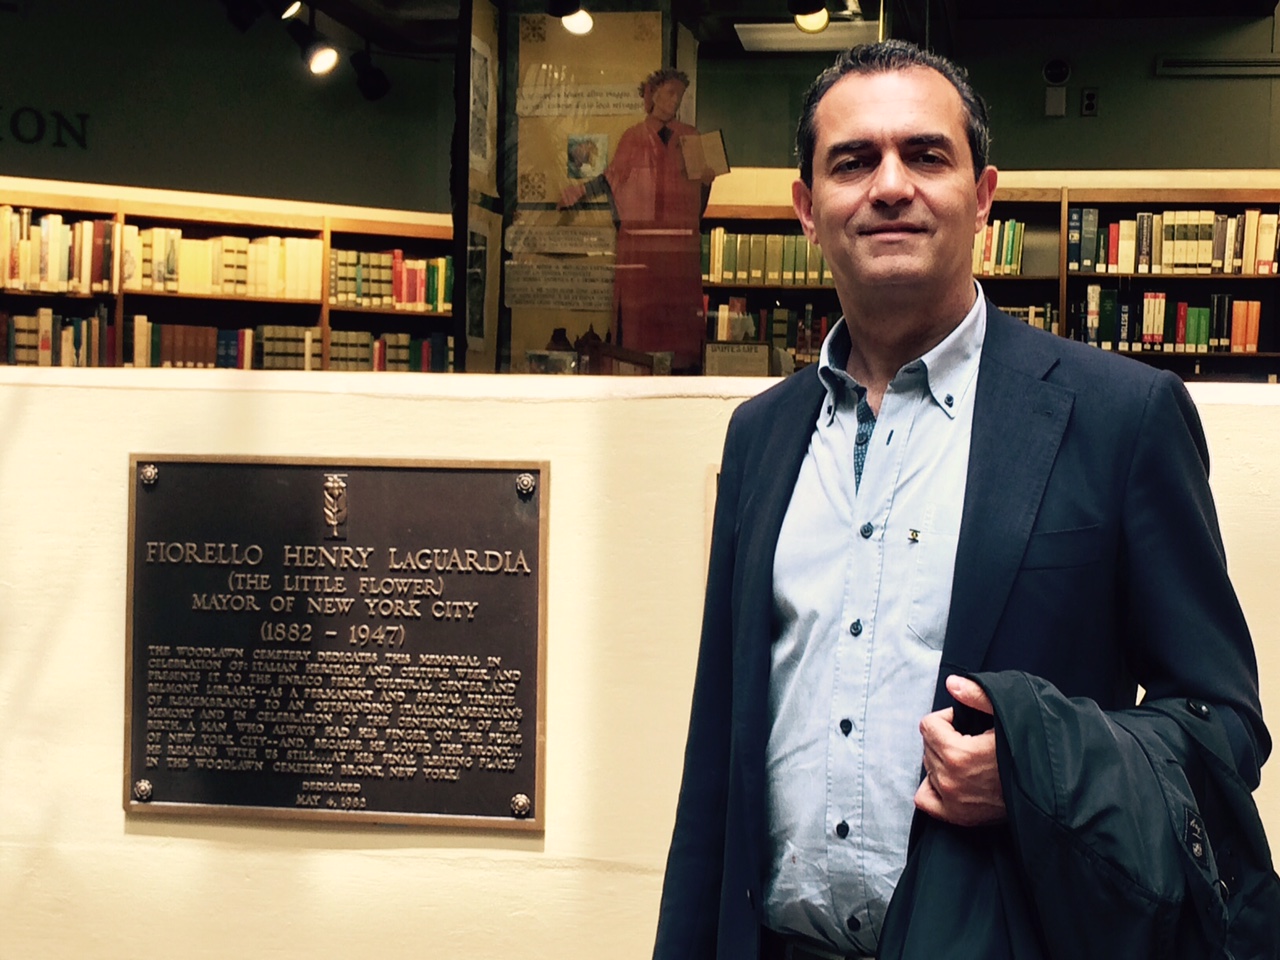 ION
FIORELLO HENRY LAGUARDIA
(THE LITTLE FLOWER)
MAYOR OF NEW YORK CITY
(1882 - 1947)
THE WOODLAWN CEMETERY DEDICATES THIS MEMORIAL IN
CELEBRATION OF: ITALIAN HERITAGE AND CULTURE WEEK AND
PRESENTS IT TO THE ENRICO FERMI CULTURAL CENTER AND
BELMONT LIBRARY--AS A PERMANENT AND
OF REMEMBRANCE TO AN OUTSTANDING ITALIAN-AMERICAN'S
MEMORY AND IN CELEBRATION OF THE CENTENNIAL OF HIS
BIRTH. A MAN WHO ALWAYS HAD HIS FINGER ON THE PULSE
OF NEW YORK CITY--AND, BECAUSE HE LOVED THE BRONX,
HE REMAINS WITH US STILL...AT HIS FINAL RESTING PLACE
IN THE WOODLAWN CEMETERY, BRONX, NEW YORK!
DEDICATED
MAY 4, 1982